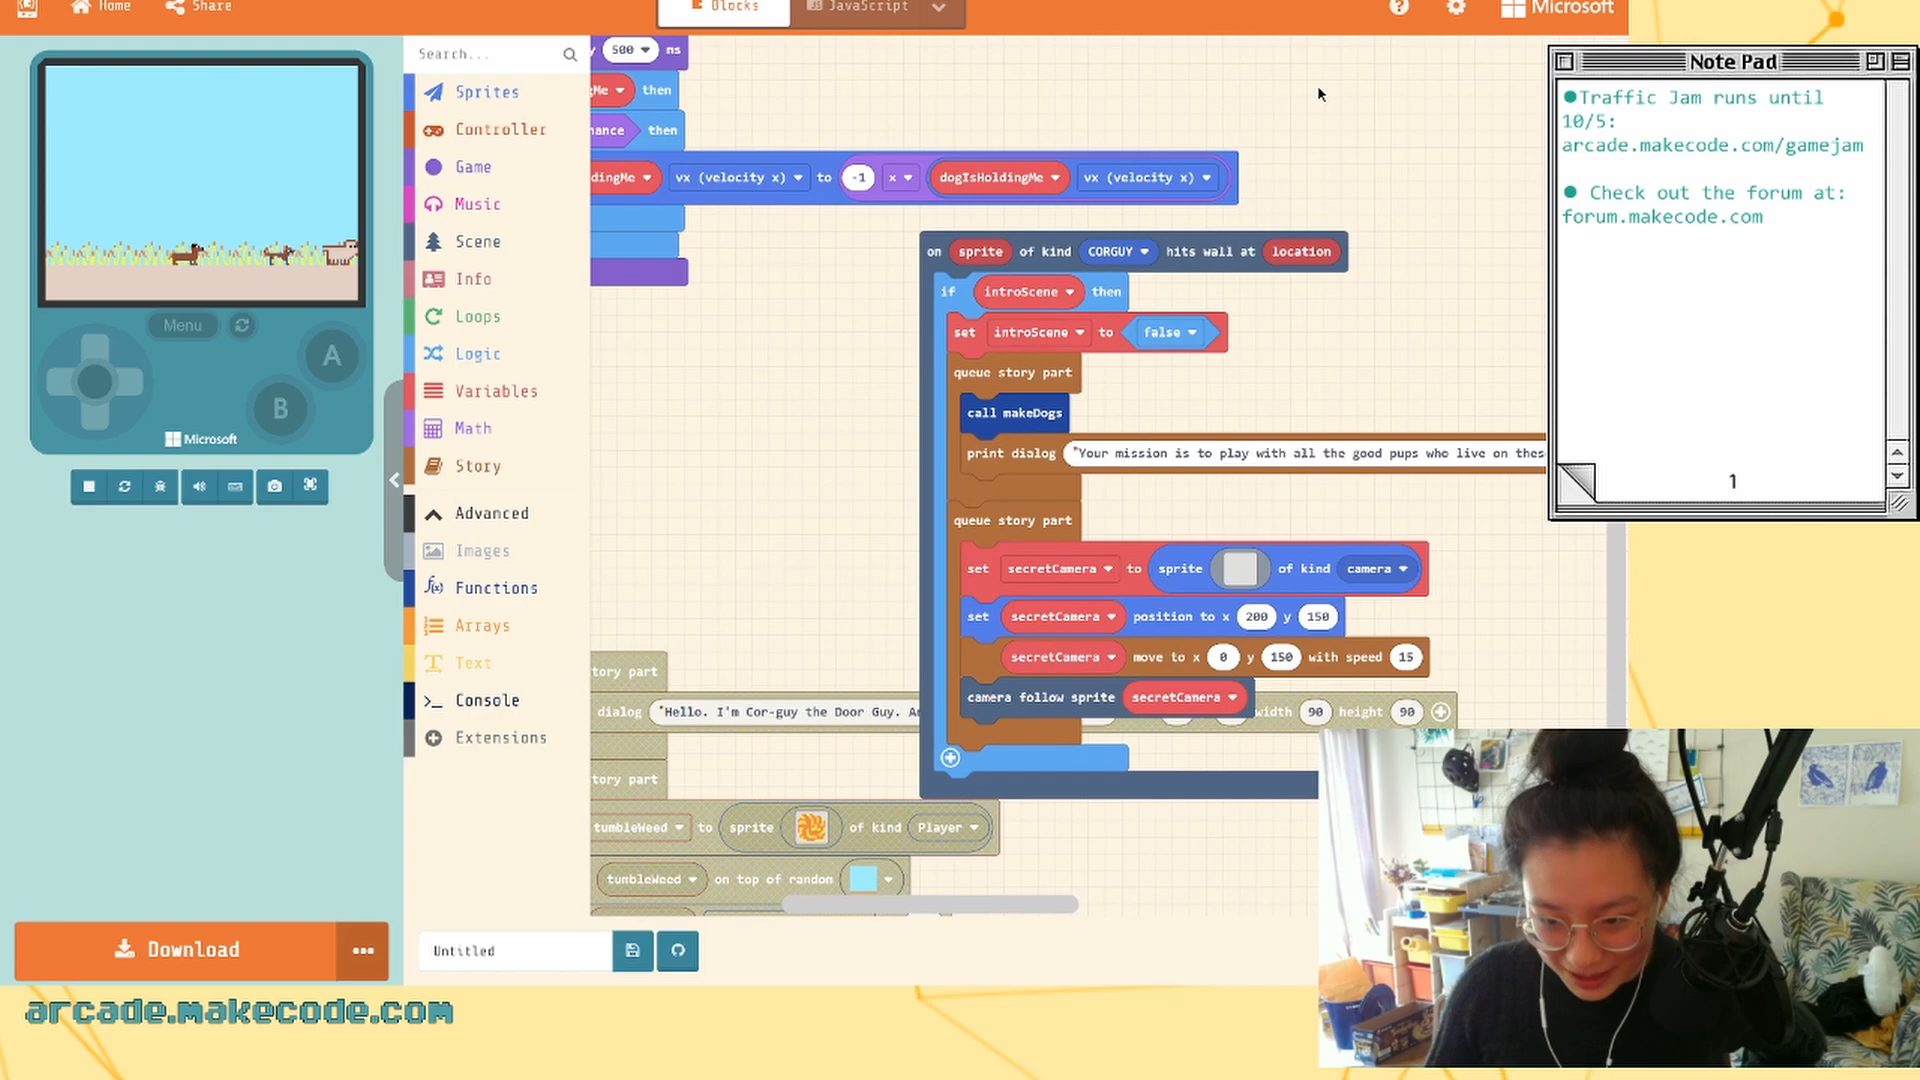 Home
Share
Blocks
JavaScript
Microsoft
Search...
Sprites
Controller
Game
Music
Scene
Info
Loops
Logic
Variables
Math
Story
Advanced
Images
Functions
Arrays
Text
Console
Extensions
Menu
A
B
Microsoft
500 ms
then
then
vx (velocity x) to -1 x dogIsHoldingMe vx (velocity x)
on sprite of kind CORGUY hits wall at location
if introScene then
set introScene to false
queue story part
call makeDogs
print dialog "Your mission is to play with all the good pups who live on thes
queue story part
set secretCamera to sprite of kind camera
set secretCamera position to x 200 y 150
secretCamera move to x 0 y 150 with speed 15
camera follow sprite secretCamera
tory part
dialog "Hello. I'm Cor-guy the Door Guy. width 90 height 90
tory part
tumbleWeed to sprite of kind Player
tumbleWeed on top of random
Note Pad
Traffic Jam runs until
10/5:
arcade.makecode.com/gamejam
Check out the forum at:
forum.makecode.com
1
Download
Untitled
arcade.makecode.com